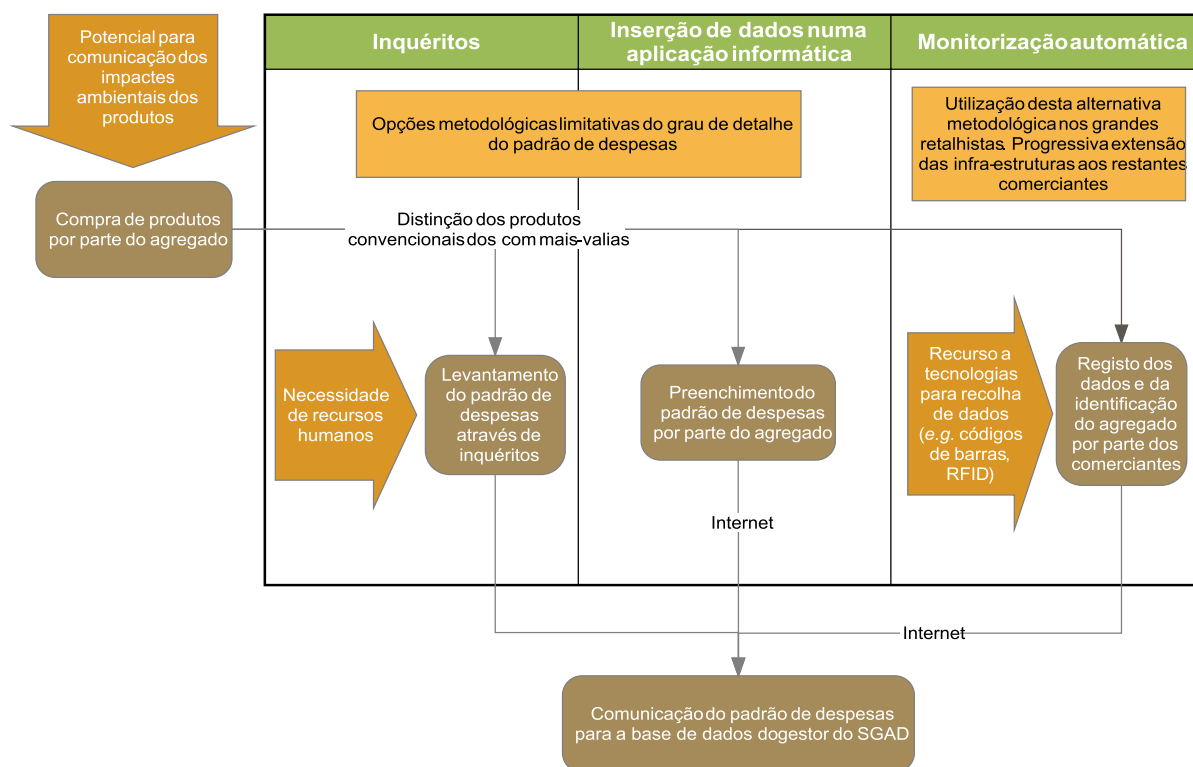 Potencial para
comunicação dos
impactes
ambientais dos
produtos
Inquéritos
Inserção de dados numa
aplicação informática
Monitorização automática
Opções metodológicas limitativas do grau de detalhe
do padrão de despesas
Utilização desta alternativa
metodológica nos grandes
retalhistas. Progressiva extensão
das infra-estruturas aos restantes
comerciantes
Compra de produtos
por parte do agregado
Distinção dos produtos
convencionais dos com mais-valias
Necessidade
de recursos
humanos
Levantamento
do padrão de
despesas
através de
inquéritos
Preenchimento do
padrão de despesas
por parte do agregado
Recurso a
tecnologias
para recolha
de dados
(e.g. códigos
de barras,
RFID)
Registo dos
dados e da
identificação
do agregado
por parte dos
comerciantes
Internet
Internet
Comunicação do padrão de despesas
para a base de dados dogestor do SGAD